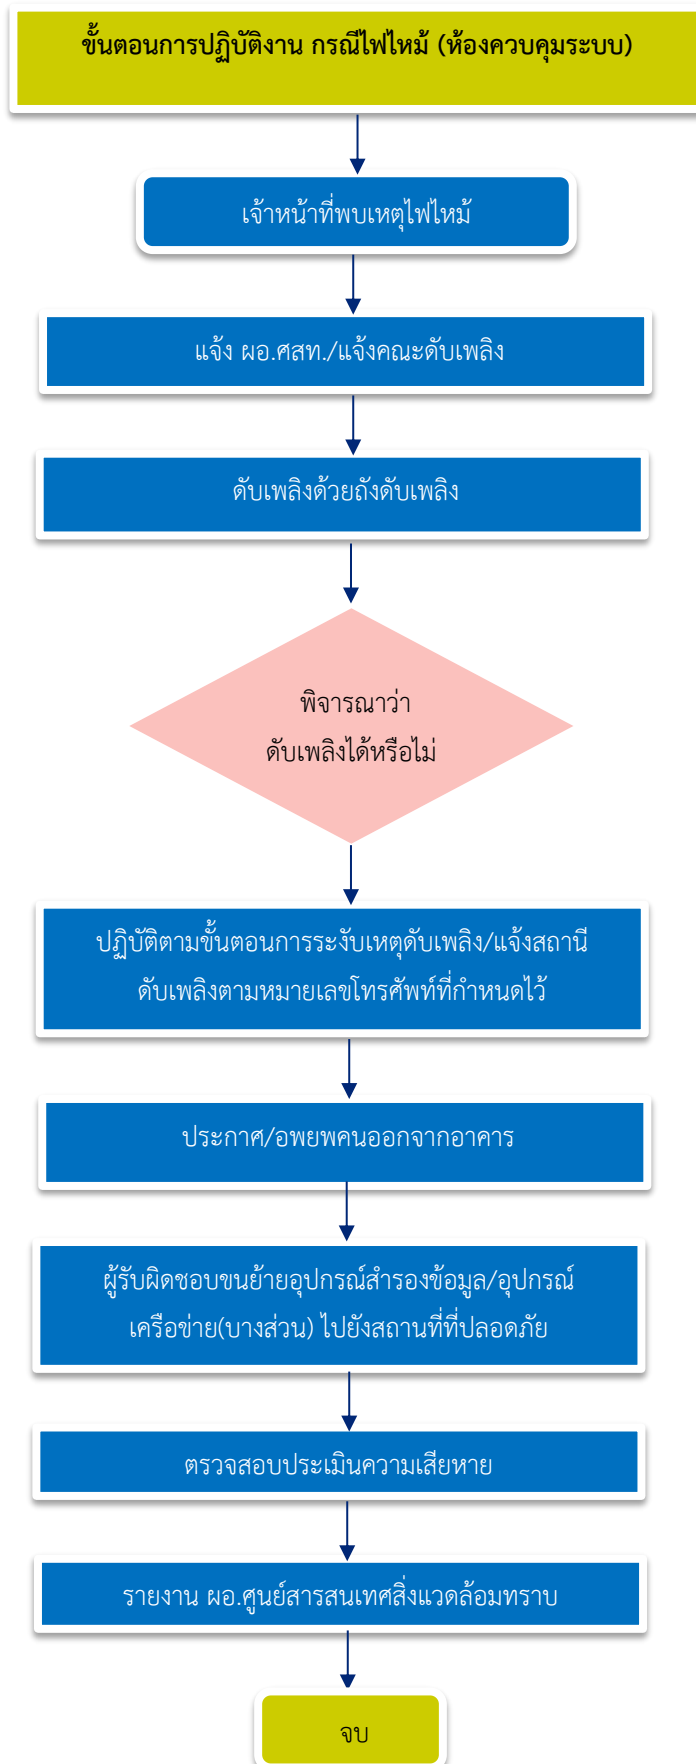 ขั้นตอนการปฏิบัติงาน กรณีไฟไหม้ (ห้องควบคุมระบบ)
เจ้าหน้าที่พบเหตุไฟไหม้
แจ้ง ผอ.ศสท./แจ้งคณะดับเพลิง
ดับเพลิงด้วยถังดับเพลิง
พิจารณาว่า
ดับเพลิงได้หรือไม่
ปฏิบัติตามขั้นตอนการระงับเหตุดับเพลิง/แจ้งสถานี
ดับเพลิงตามหมายเลขโทรศัพท์ที่กำหนดไว้
ประกาศ/อพยพคนออกจากอาคาร
ผู้รับผิดชอบขนย้ายอุปกรณ์สำรองข้อมูล/อุปกรณ์
เครือข่าย(บางส่วน) ไปยังสถานที่ที่ปลอดภัย
ตรวจสอบประเมินความเสียหาย
รายงาน ผอ.ศูนย์สารสนเทศสิ่งแวดล้อมทราบ
จบ